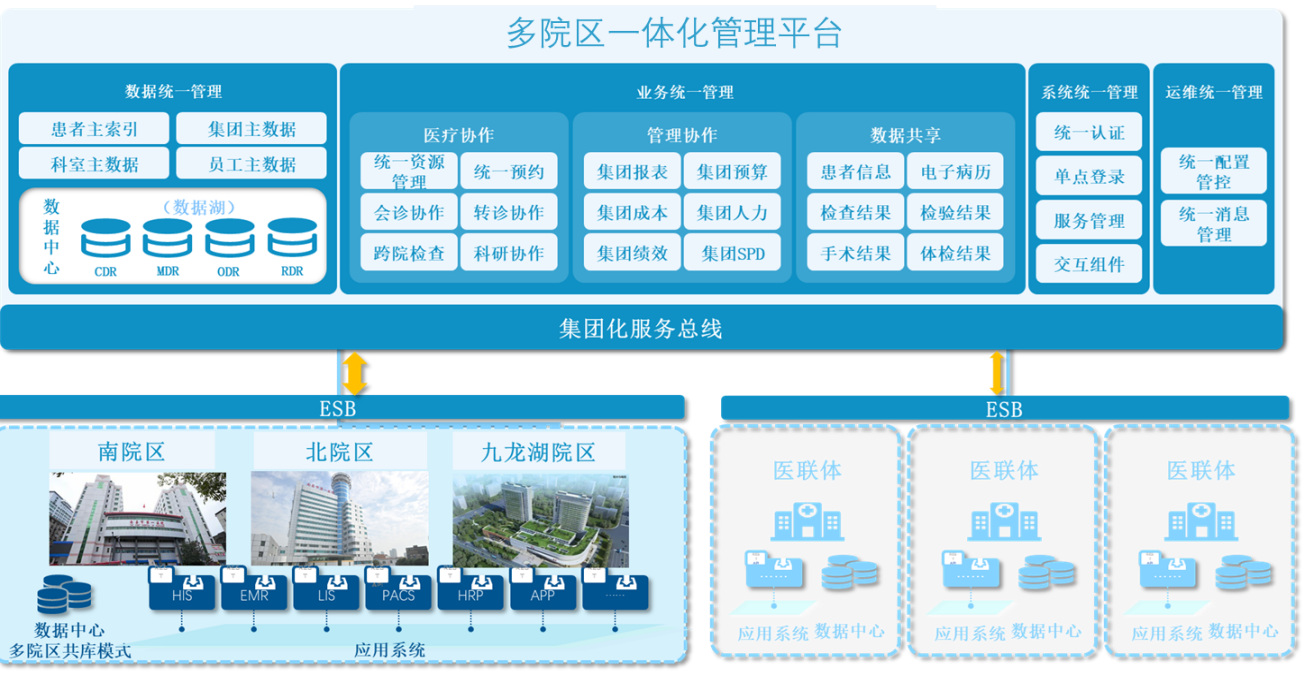 多院区一体化管理平台
数据统一管理
患者主索引
集团主数据
科室主数据
员工主数据
数据中心
（数据湖）
CDR
MDR
ODR
RDR
业务统一管理
医疗协作
统一资源
管理
统一预约
会诊协作
转诊协作
跨院检查
科研协作
管理协作
集团报表
集团预算
集团成本
集团人力
集团绩效
集团SPD
数据共享
患者信息
电子病历
检查结果
检验结果
手术结果
体检结果
系统统一管理
统一认证
单点登录
服务管理
交互组件
运维统一管理
统一配置
管控
统一消息
管理
集团化服务总线
ESB
南院区
北院区
九龙湖院区
数据中心
多院区共库模式
HIS
EMR
LIS
PACS
HRP
APP
……
应用系统
ESB
医联体
……
应用系统
数据中心
医联体
……
应用系统
数据中心
医联体
……
应用系统
数据中心